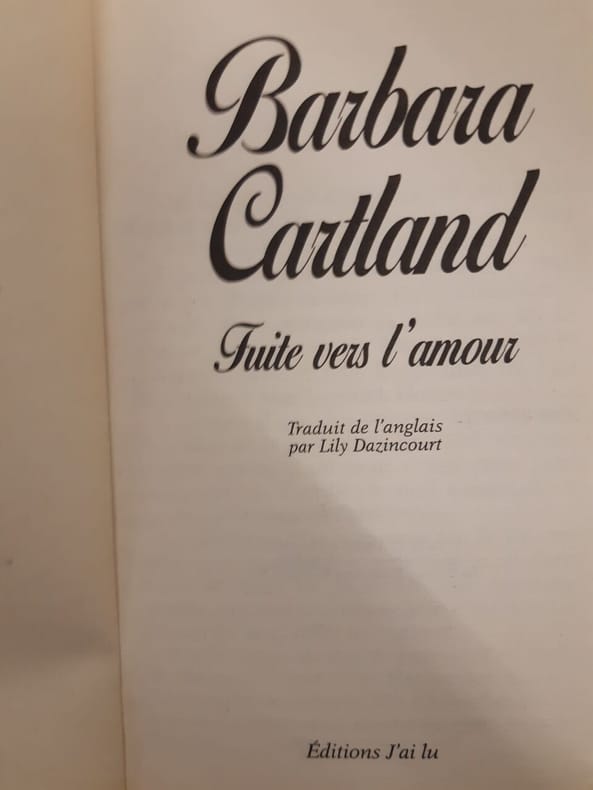 Barbara
Cartland
Fuite vers l'amour
Traduit de l'anglais
par Lily Dazincourt
Éditions J'ai lu